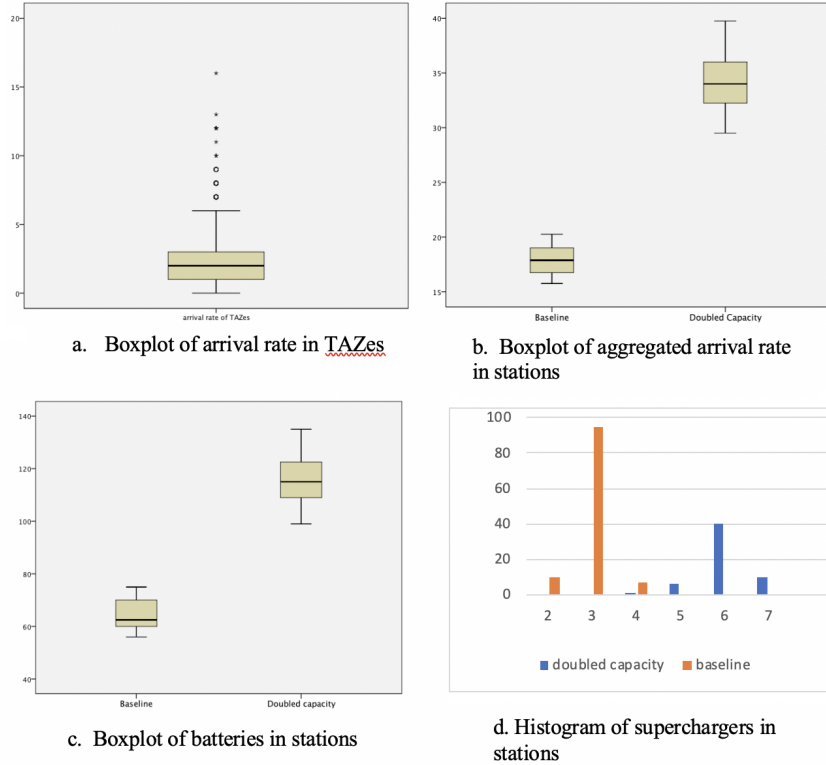 20
15
10
5
0
arrival rate of TAZes
a. Boxplot of arrival rate in TAZes
40
35
30
25
20
15
Baseline Doubled Capacity
b. Boxplot of aggregated arrival rate
in stations
140
120
100
80
60
40
Baseline Doubled capacity
c. Boxplot of batteries in stations
100
80
60
40
20
0
2 3 4 5 6 7
doubled capacity baseline
d. Histogram of superchargers in
stations